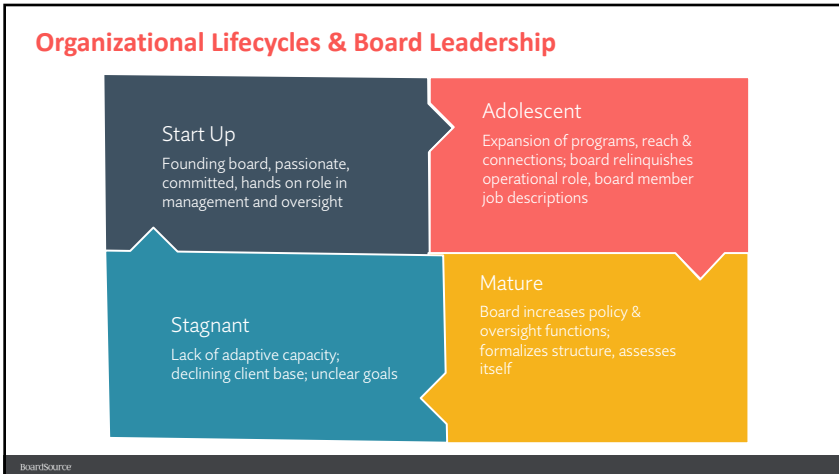 Organizational Lifecycles & Board Leadership
Start Up
Founding board, passionate,
committed, hands on role in
management and oversight
Adolescent
Expansion of programs, reach &
connections; board relinquishes
operational role, board member
job descriptions
Stagnant
Lack of adaptive capacity;
declining client base; unclear goals
Mature
Board increases policy &
oversight functions;
formalizes structure, assesses
itself
BoardSource